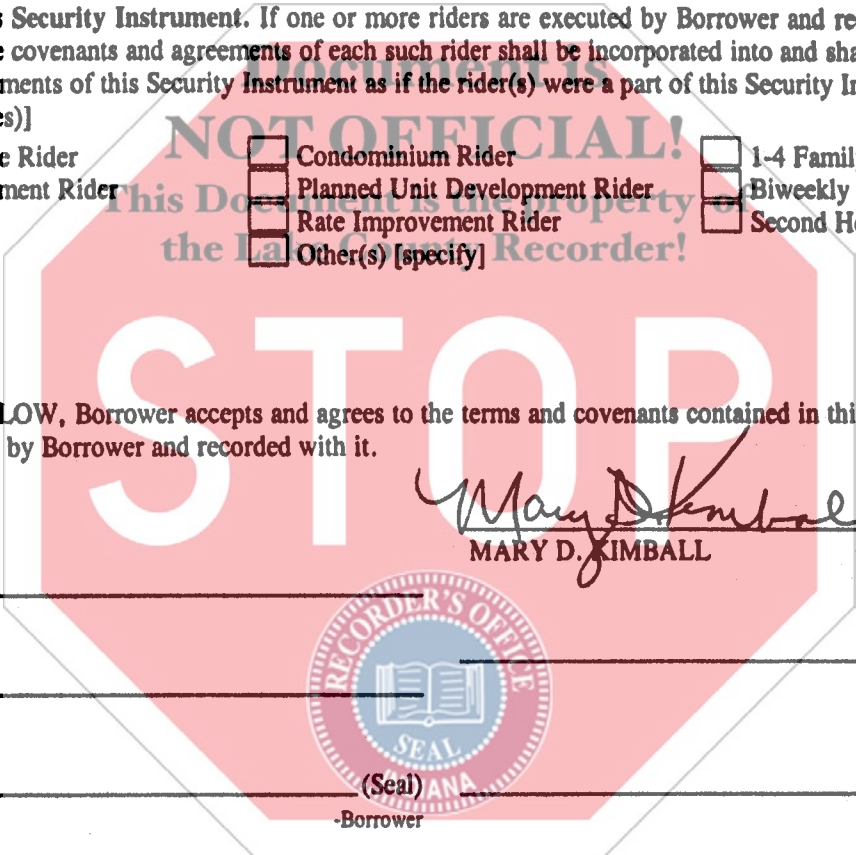 s Security Instrument. If one or more riders are executed by Borrower and re
e covenants and agreements of each such rider shall be incorporated into and sha
ments of this Security Instrument as if the rider(s) were a part of this Security In
s)]
Document is
NOT OFFICIAL!
This Document is the property of
the Lake County Recorder!
e Rider Condominium Rider 1-4 Famil
ment Rider Planned Unit Development Rider Biweekly
Rate Improvement Rider Second Ho
Other(s) [specify]
STOP
LOW, Borrower accepts and agrees to the terms and covenants contained in thi
by Borrower and recorded with it.
Mary D. Kimbal
MARY D. KIMBALL
RECORDER'S OFFICE
SEAL
INDIANA
(Seal)
-Borrower